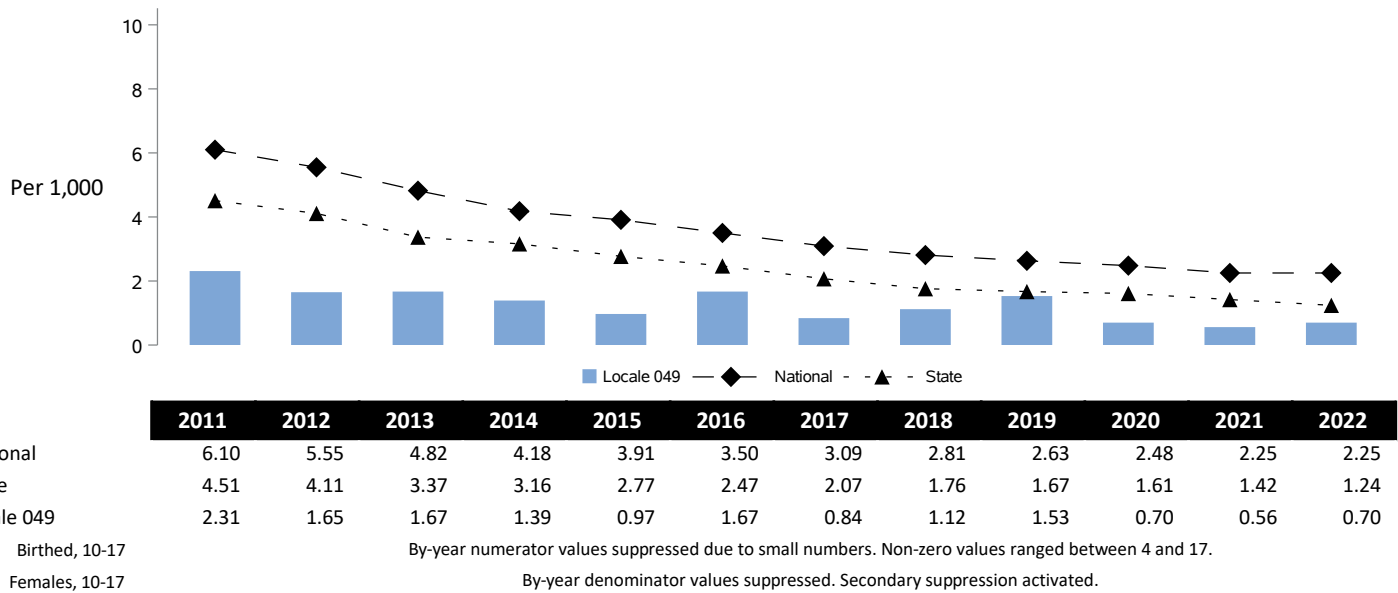 10
8
6
Per 1,000
4
2
0
Locale 049 National State
2011 2012 2013 2014 2015 2016 2017 2018 2019 2020 2021 2022
onal 6.10 5.55 4.82 4.18 3.91 3.50 3.09 2.81 2.63 2.48 2.25 2.25
e 4.51 4.11 3.37 3.16 2.77 2.47 2.07 1.76 1.67 1.61 1.42 1.24
le 049 2.31 1.65 1.67 1.39 0.97 1.67 0.84 1.12 1.53 0.70 0.56 0.70
Birthed, 10-17 By-year numerator values suppressed due to small numbers. Non-zero values ranged between 4 and 17.
Females, 10-17 By-year denominator values suppressed. Secondary suppression activated.